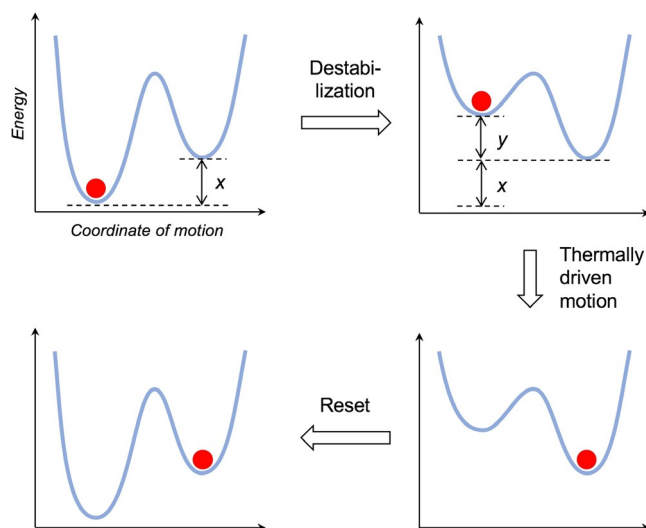 Energy
x
Coordinate of motion
Destabi-
lization
y
x
Thermally
driven
motion
Reset